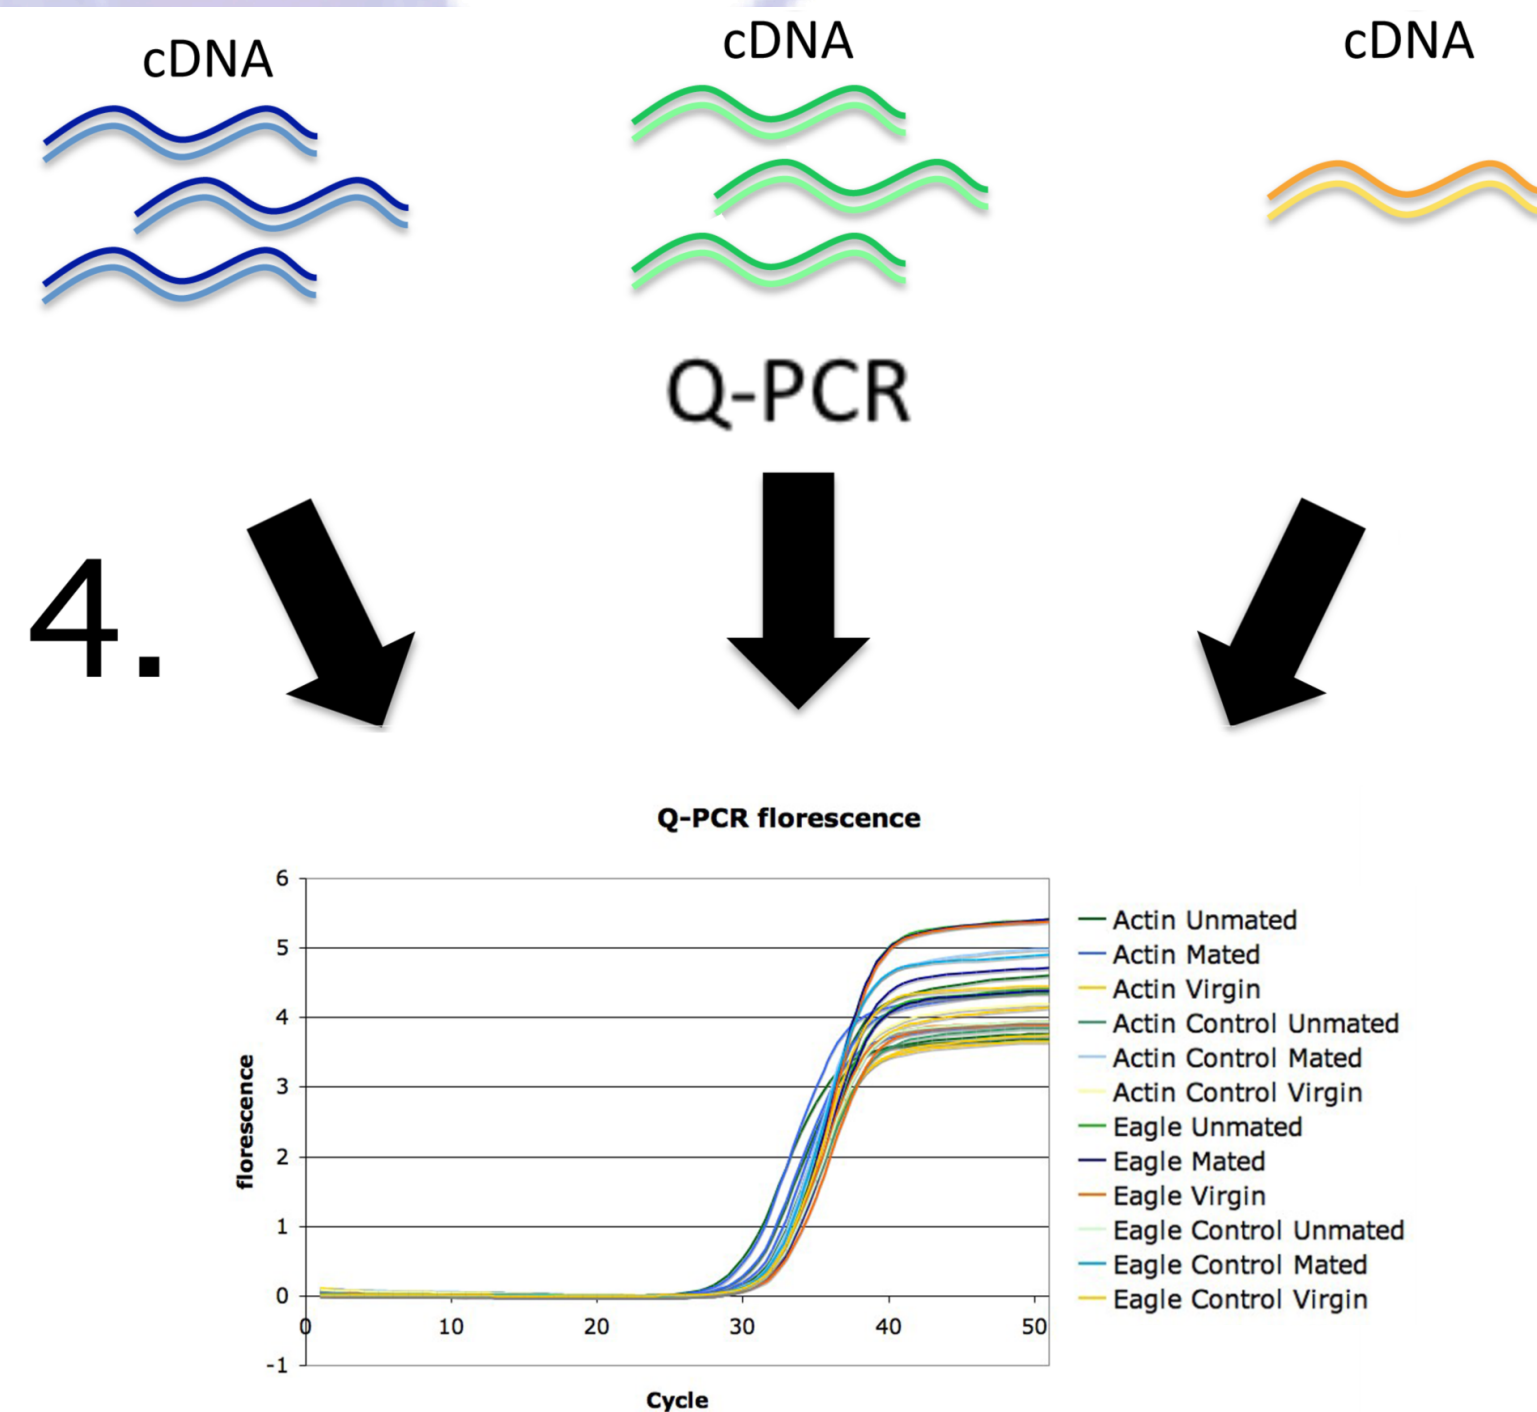 cDNA
cDNA
cDNA
Q-PCR
4.
Q-PCR florescence
6
5
4
3
2
1
0
-1
florescence
0 10 20 30 40 50
Cycle
Actin Unmated
Actin Mated
Actin Virgin
Actin Control Unmated
Actin Control Mated
Actin Control Virgin
Eagle Unmated
Eagle Mated
Eagle Virgin
Eagle Control Unmated
Eagle Control Mated
Eagle Control Virgin